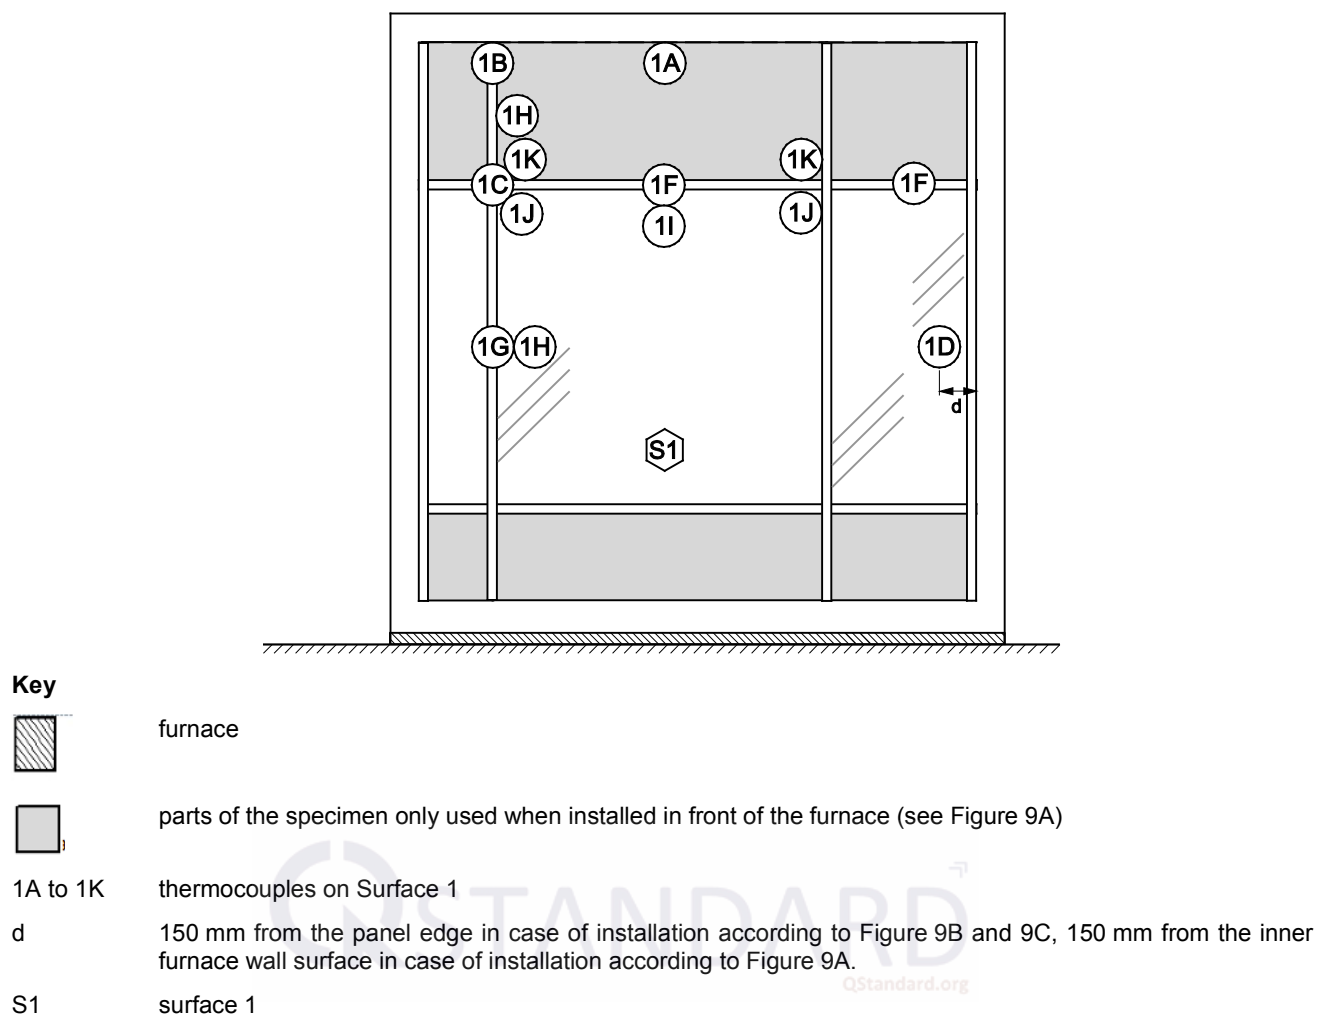 1B 1A
1H
1K 1K
1C 1F 1F
1J 1J
1I
1G 1H 1D
d
S1
Key
furnace
parts of the specimen only used when installed in front of the furnace (see Figure 9A)
1A to 1K thermocouples on Surface 1
d 150 mm from the panel edge in case of installation according to Figure 9B and 9C, 150 mm from the inner
furnace wall surface in case of installation according to Figure 9A.
S1 surface 1
QSTANDARD
QStandard.org